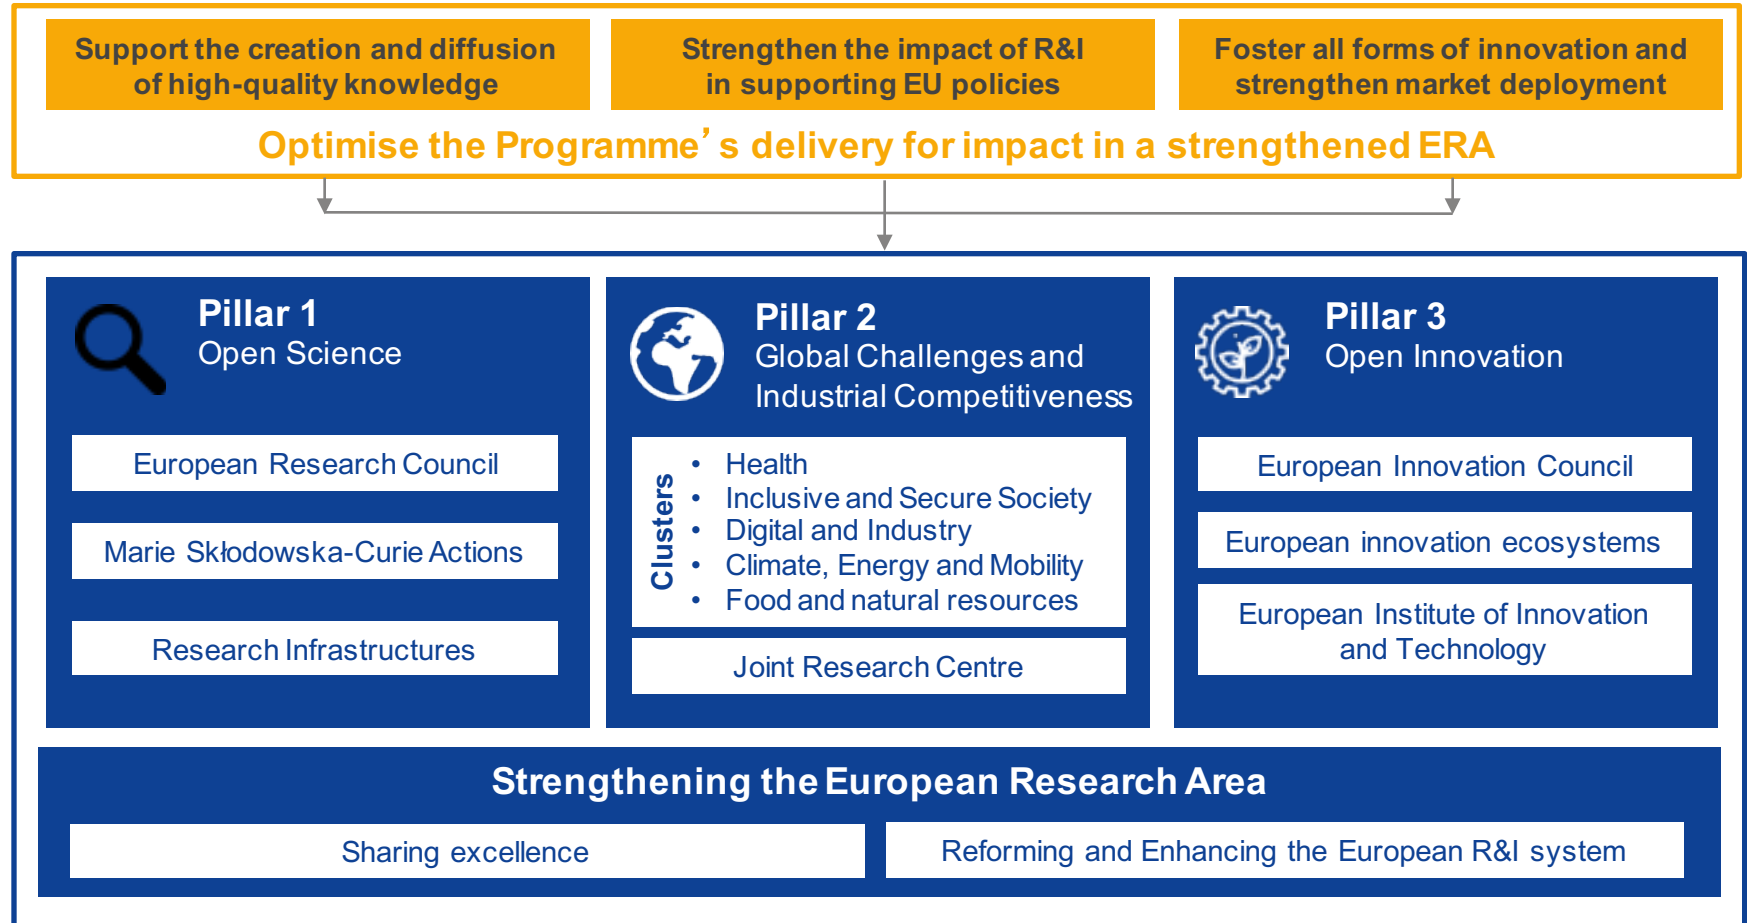 Support the creation and diffusion
of high-quality knowledge
Strengthen the impact of R&I
in supporting EU policies
Foster all forms of innovation and
strengthen market deployment
Optimise the Programme's delivery for impact in a strengthened ERA
Pillar 1
Open Science
European Research Council
Marie Skłodowska-Curie Actions
Research Infrastructures
Pillar 2
Global Challenges and
Industrial Competitiveness
Clusters
• Health
• Inclusive and Secure Society
• Digital and Industry
• Climate, Energy and Mobility
• Food and natural resources
Joint Research Centre
Pillar 3
Open Innovation
European Innovation Council
European innovation ecosystems
European Institute of Innovation
and Technology
Strengthening the European Research Area
Sharing excellence
Reforming and Enhancing the European R&I system